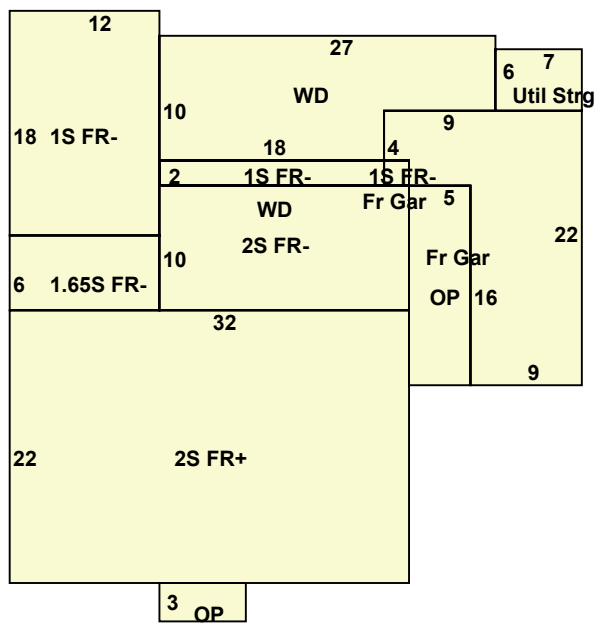 12
27
7
6
Util Strg
WD
10
9
18 1S FR-
18
4
2
1S FR-
1S FR-
WD
Fr Gar
5
2S FR-
22
10
Fr Gar
6 1.65S FR-
OP
16
32
9
22
2S FR+
3
OP